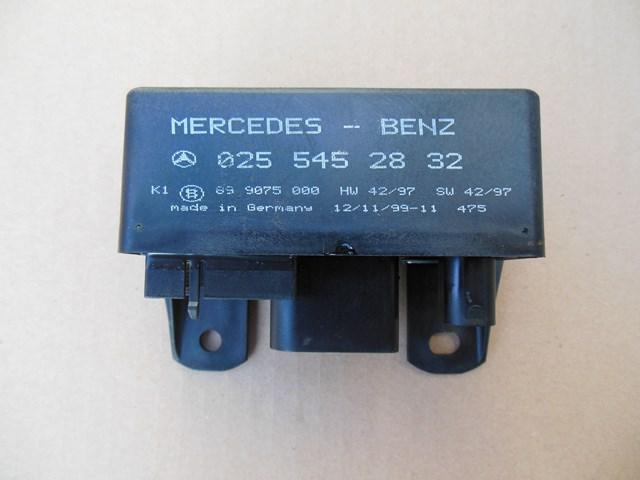 MERCEDES -- BENZ
025 545 28 32
K1 B 89 9075 000 HW 42/97 SW 42/97
made in Germany 12/11/99-11 475